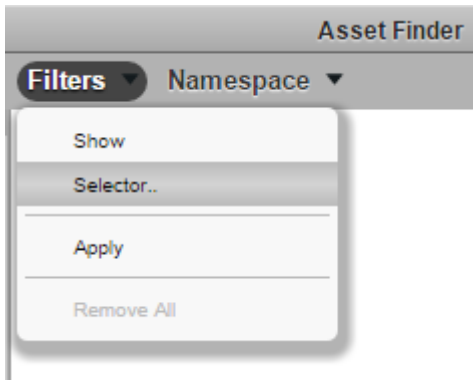 Asset Finder
Filters Namespace
Show
Selector..
Apply
Remove All